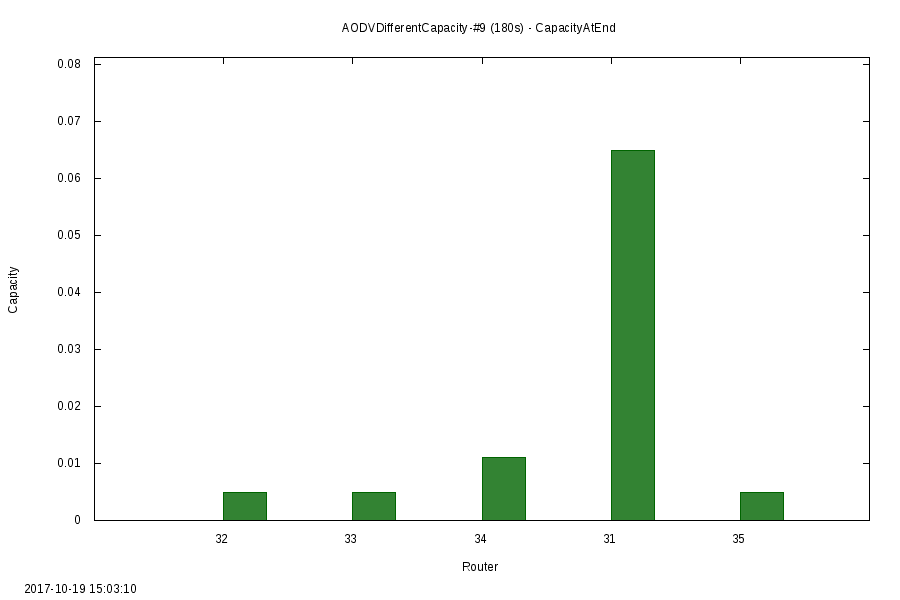 AODVDifferentCapacity-#9 (180s) - CapacityAtEnd
0.08
0.07
0.06
0.05
0.04
0.03
0.02
0.01
0
Capacity
32 33 34 31 35
Router
2017-10-19 15:03:10